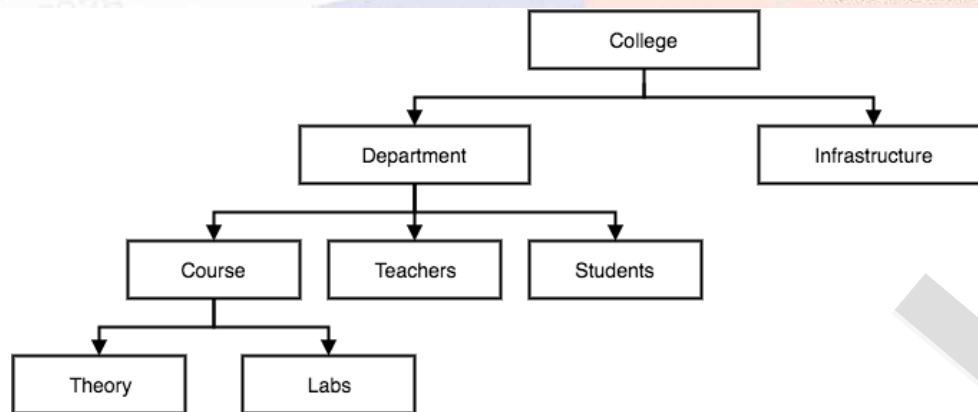 College
Department
Infrastructure
Course
Teachers
Students
Theory
Labs